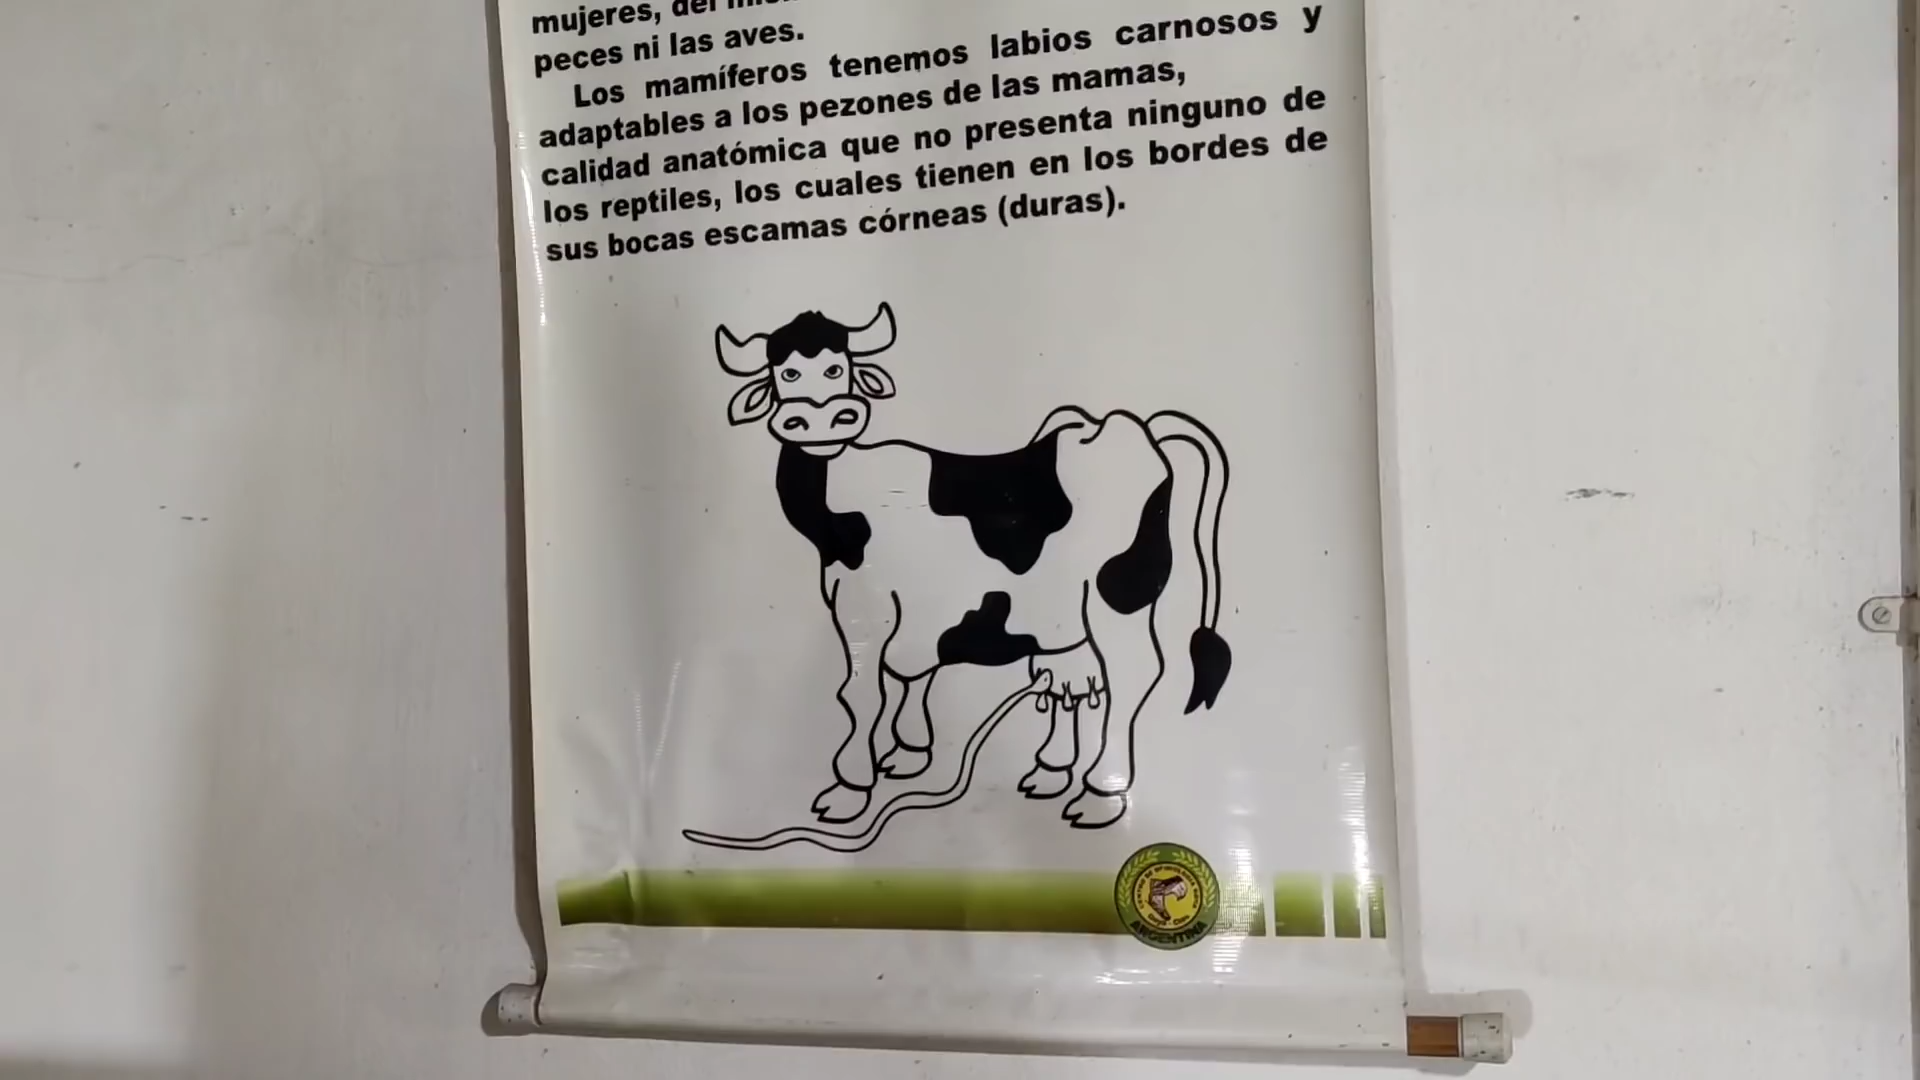 mujeres, del
peces ni las aves.
Los mamíferos tenemos labios carnosos y
adaptables a los pezones de las mamas,
calidad anatómica que no presenta ninguno de
los reptiles, los cuales tienen en los bordes de
sus bocas escamas córneas (duras).
ARGENTINA